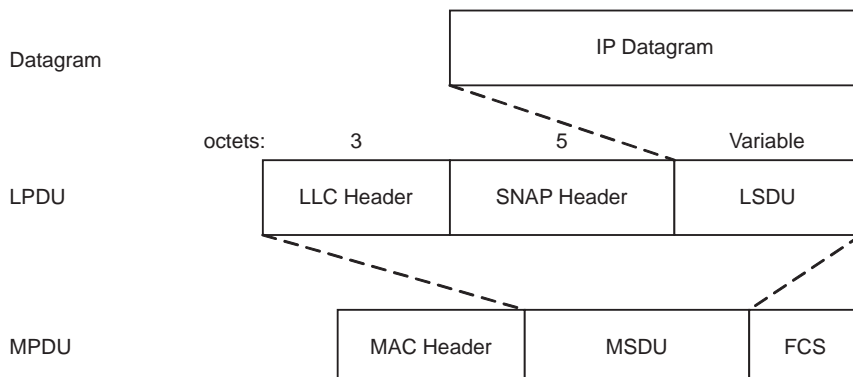 Datagram
IP Datagram
octets: 3 5 Variable
LPDU LLC Header SNAP Header LSDU
MPDU MAC Header MSDU FCS